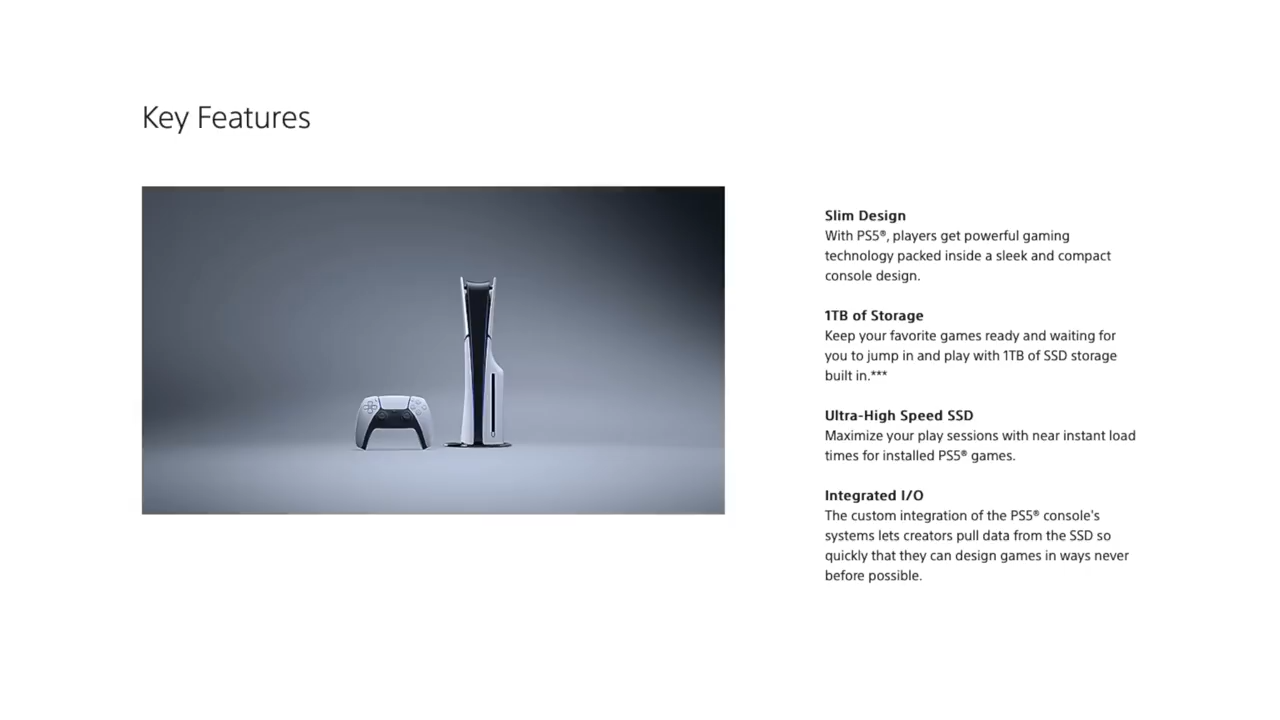 Key Features
Slim Design
With PS5®, players get powerful gaming
technology packed inside a sleek and compact
console design.
1TB of Storage
Keep your favorite games ready and waiting for
you to jump in and play with 1TB of SSD storage
built in.***
Ultra-High Speed SSD
Maximize your play sessions with near instant load
times for installed PS5® games.
Integrated I/O
The custom integration of the PS5® console's
systems lets creators pull data from the SSD so
quickly that they can design games in ways never
before possible.